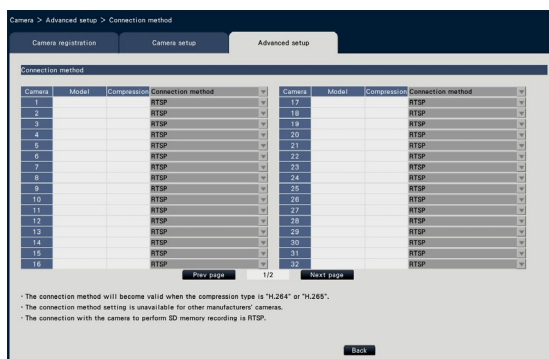 Camera > Advanced setup > Connection method
Camera registration Camera setup Advanced setup
Connection method
Camera Model Compression Connection method Camera Model Compression Connection method
1 RTSP 17 RTSP
2 RTSP 18 RTSP
3 RTSP 19 RTSP
4 RTSP 20 RTSP
5 RTSP 21 RTSP
6 RTSP 22 RTSP
7 RTSP 23 RTSP
8 RTSP 24 RTSP
9 RTSP 25 RTSP
10 RTSP 26 RTSP
11 RTSP 27 RTSP
12 RTSP 28 RTSP
13 RTSP 29 RTSP
14 RTSP 30 RTSP
15 RTSP 31 RTSP
16 RTSP 32 RTSP
Prev page 1/2 Next page
· The connection method will become valid when the compression type is "H.264" or "H.265".
· The connection method setting is unavailable for other manufacturers' cameras.
· The connection with the camera to perform SD memory recording is RTSP.
Back